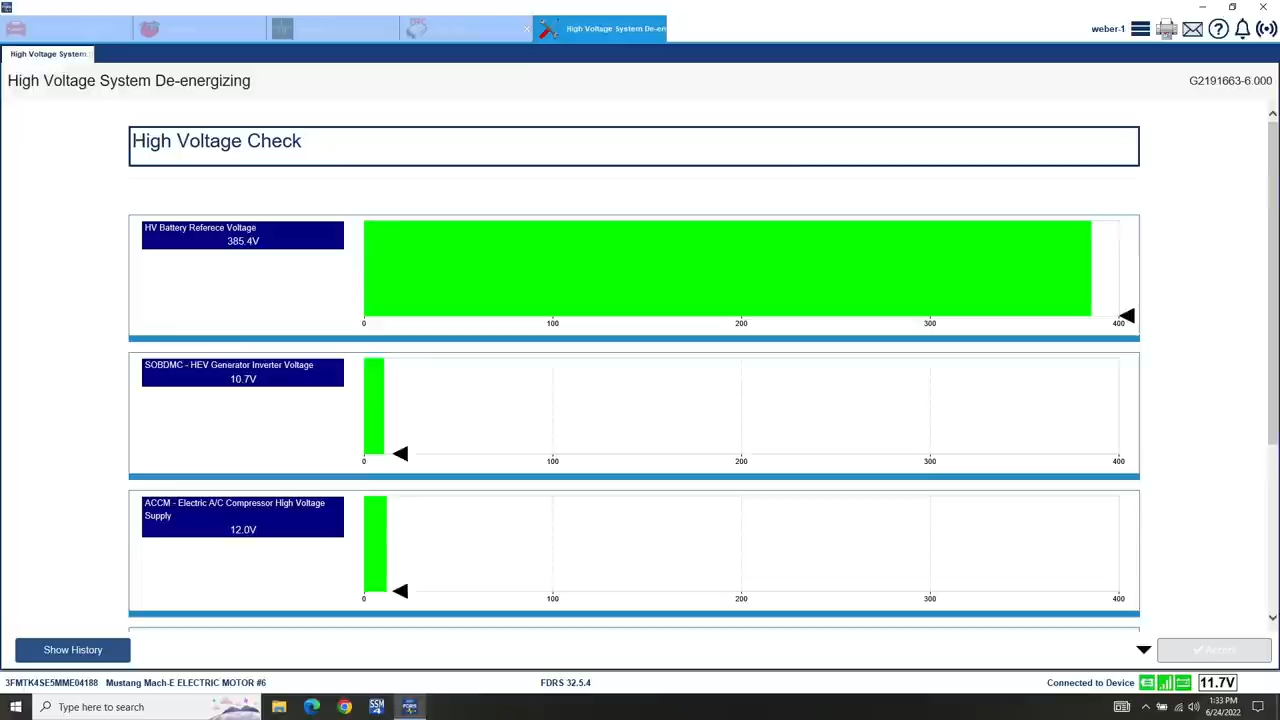 High Voltage System De-en
weber-1
High Voltage System:
High Voltage System De-energizing
G2191663-6.000
High Voltage Check
HV Battery Referece Voltage
385.4V
0 100 200 300 400
SOBDMC - HEV Generator Inverter Voltage
10.7V
0 100 200 300 400
ACCM - Electric A/C Compressor High Voltage
Supply
12.0V
0 100 200 300 400
Show History
Accept
3FMTK4SE5MME04188 Mustang Mach-E ELECTRIC MOTOR #6
FDRS 32.5.4
Connected to Device
11.7V
Type here to search
SSM
FDRS
1:33 PM
6/24/2022